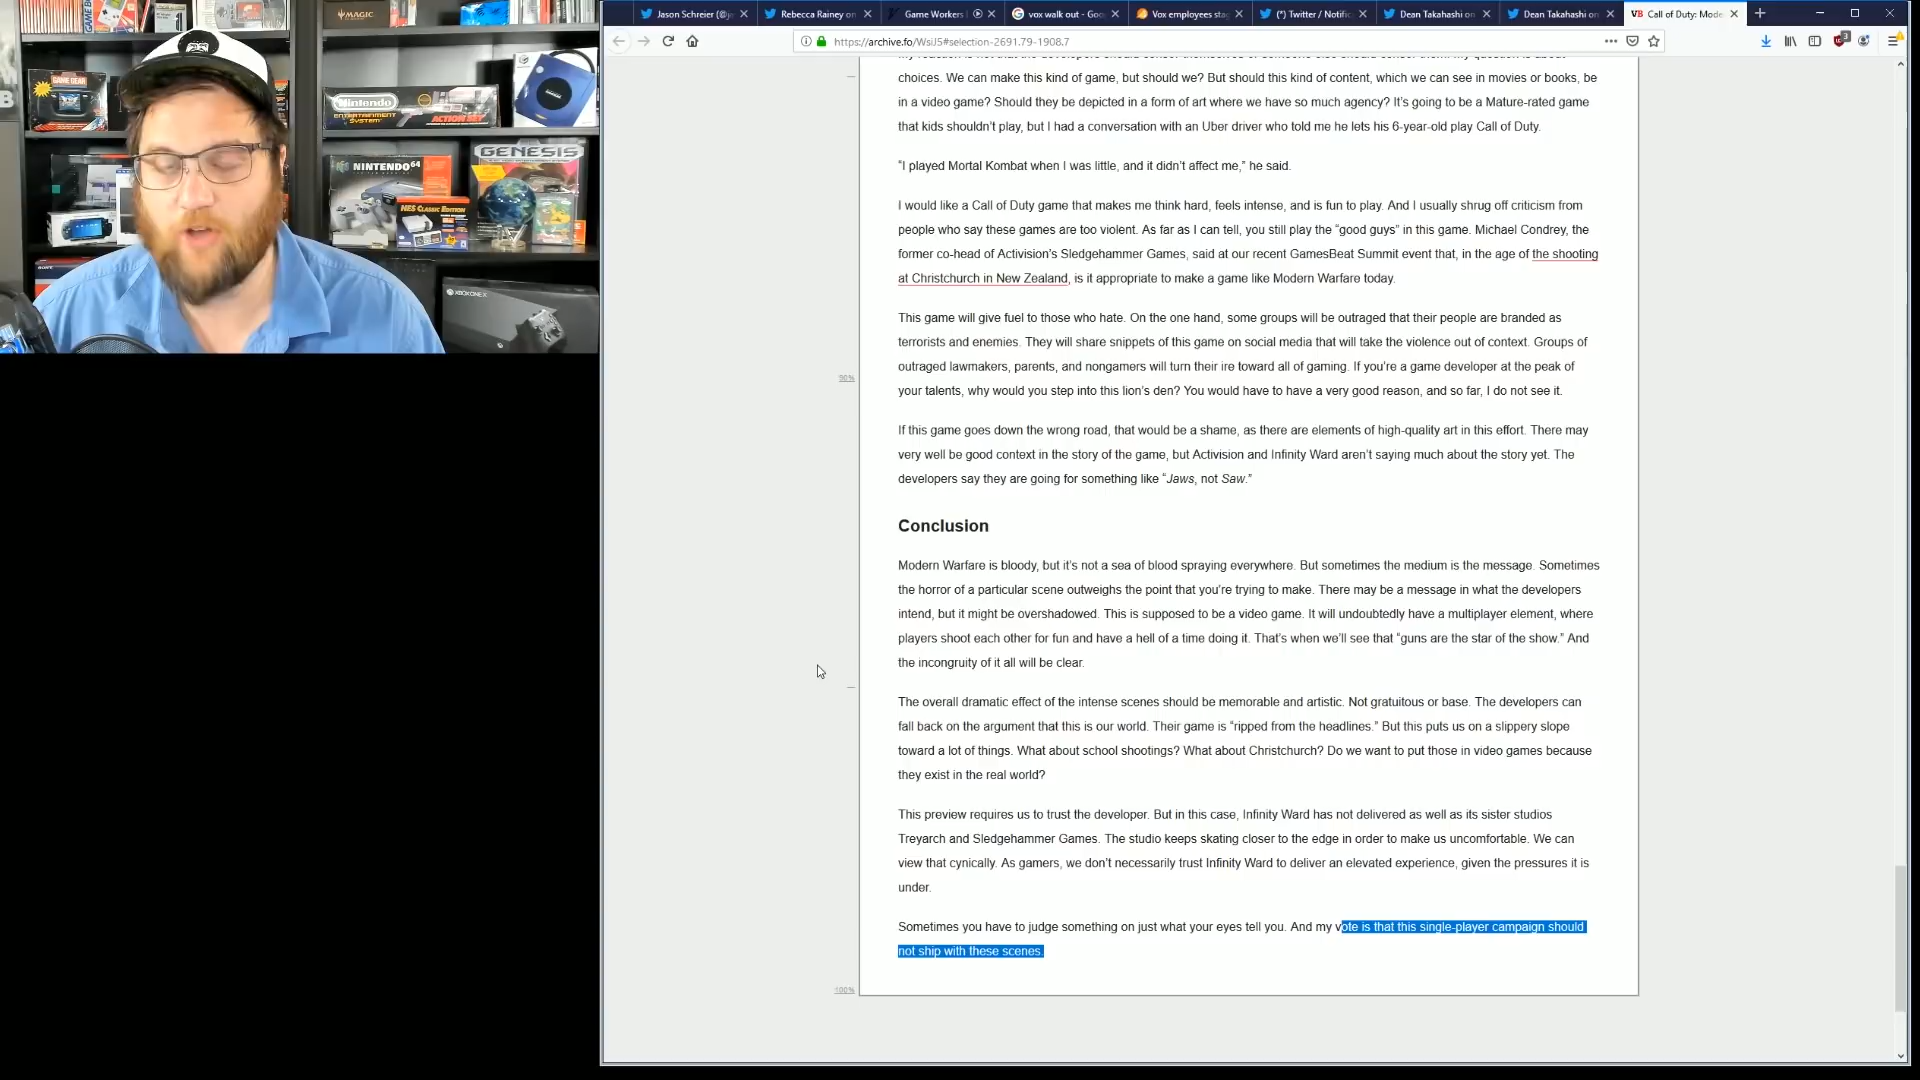 Jason Schreier (@ja
Rebecca Rainey on
Game Workers
vox walk out - Goo
Vox employees sta
(*) Twitter / Notific
Dean Takahashi on
Dean Takahashi on
VB Call of Duty: Mode
https://archive.fo/WsiJ5#selection-2691.79-1908.7
MAGIC
GAME GEAR
Nintendo
ENTERTAINMENT SYSTEM
ACTION SET
NINTENDO 64
GENESIS
NES CLASSIC EDITION
XBOX ONE X
choices. We can make this kind of game, but should we? But should this kind of content, which we can see in movies or books, be
in a video game? Should they be depicted in a form of art where we have so much agency? It's going to be a Mature-rated game
that kids shouldn't play, but I had a conversation with an Uber driver who told me he lets his 6-year-old play Call of Duty.
“I played Mortal Kombat when I was little, and it didn't affect me,” he said.
I would like a Call of Duty game that makes me think hard, feels intense, and is fun to play. And I usually shrug off criticism from
people who say these games are too violent. As far as I can tell, you still play the “good guys” in this game. Michael Condrey, the
former co-head of Activision's Sledgehammer Games, said at our recent GamesBeat Summit event that, in the age of the shooting
at Christchurch in New Zealand, is it appropriate to make a game like Modern Warfare today.
This game will give fuel to those who hate. On the one hand, some groups will be outraged that their people are branded as
terrorists and enemies. They will share snippets of this game on social media that will take the violence out of context. Groups of
outraged lawmakers, parents, and nongamers will turn their ire toward all of gaming. If you're a game developer at the peak of
90%
your talents, why would you step into this lion's den? You would have to have a very good reason, and so far, I do not see it.
If this game goes down the wrong road, that would be a shame, as there are elements of high-quality art in this effort. There may
very well be good context in the story of the game, but Activision and Infinity Ward aren't saying much about the story yet. The
developers say they are going for something like “Jaws, not Saw.”
Conclusion
Modern Warfare is bloody, but it's not a sea of blood spraying everywhere. But sometimes the medium is the message. Sometimes
the horror of a particular scene outweighs the point that you're trying to make. There may be a message in what the developers
intend, but it might be overshadowed. This is supposed to be a video game. It will undoubtedly have a multiplayer element, where
players shoot each other for fun and have a hell of a time doing it. That's when we'll see that “guns are the star of the show.” And
the incongruity of it all will be clear.
The overall dramatic effect of the intense scenes should be memorable and artistic. Not gratuitous or base. The developers can
fall back on the argument that this is our world. Their game is “ripped from the headlines.” But this puts us on a slippery slope
toward a lot of things. What about school shootings? What about Christchurch? Do we want to put those in video games because
they exist in the real world?
This preview requires us to trust the developer. But in this case, Infinity Ward has not delivered as well as its sister studios
Treyarch and Sledgehammer Games. The studio keeps skating closer to the edge in order to make us uncomfortable. We can
view that cynically. As gamers, we don't necessarily trust Infinity Ward to deliver an elevated experience, given the pressures it is
under.
Sometimes you have to judge something on just what your eyes tell you. And my vote is that this single-player campaign should
not ship with these scenes.
100%